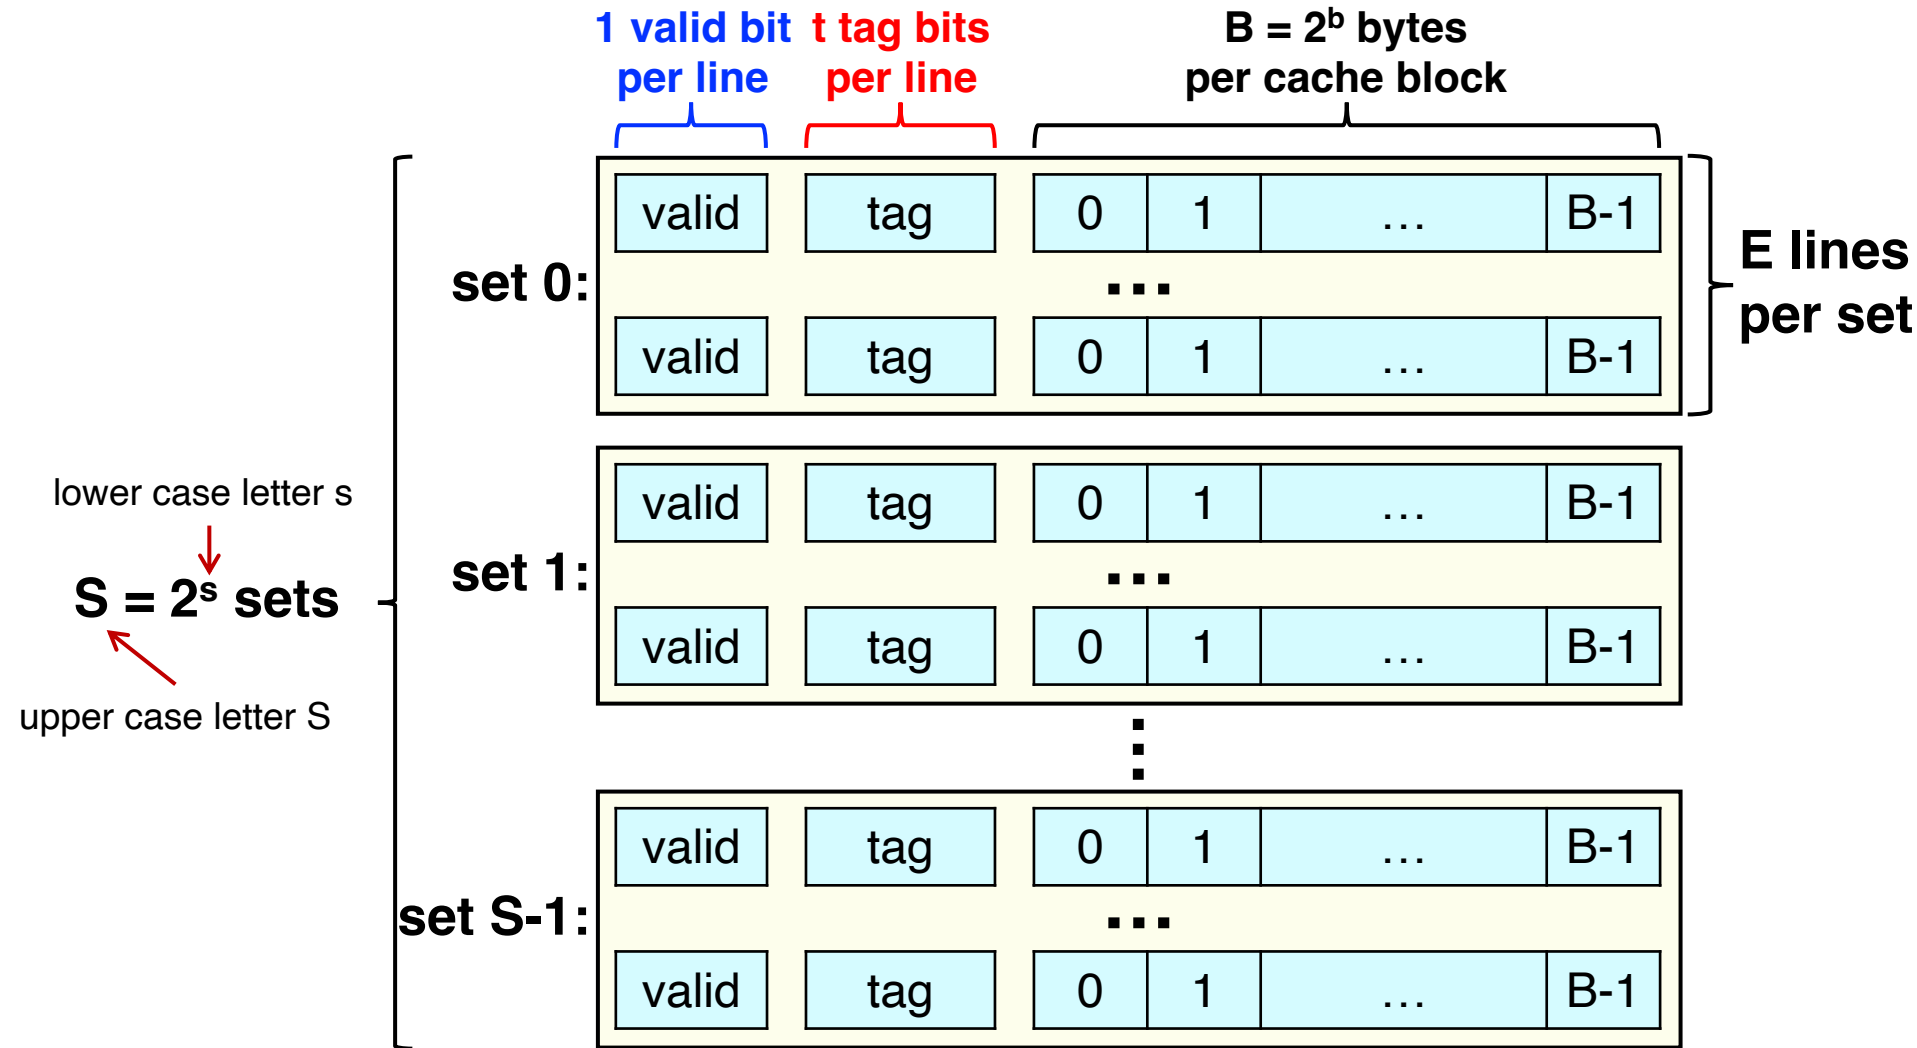 1 valid bit per line
t tag bits per line
B = 2ᵇ bytes per cache block
valid tag 0 1 … B-1
set 0: ...
valid tag 0 1 … B-1
E lines per set
valid tag 0 1 … B-1
set 1: ...
valid tag 0 1 … B-1
lower case letter s
S = 2ˢ sets
upper case letter S
⋮
valid tag 0 1 … B-1
set S-1: ...
valid tag 0 1 … B-1